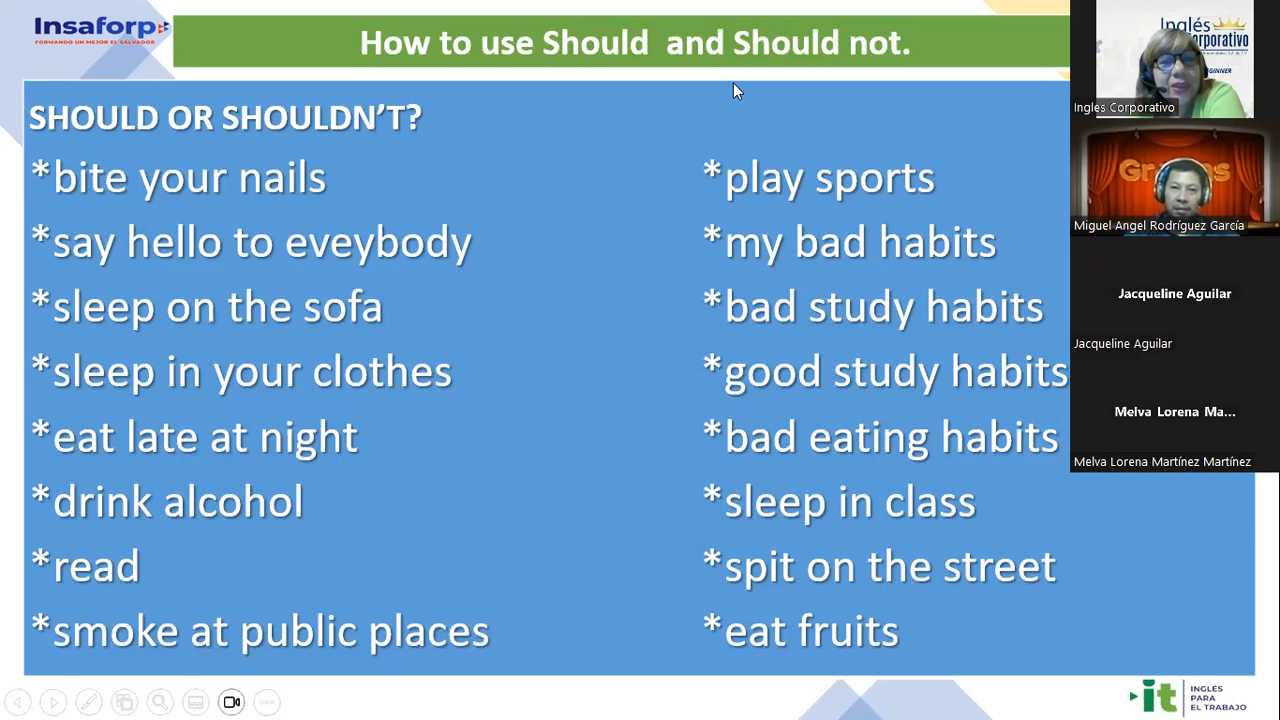 Insaforp
FORMANDO UN MEJOR EL SALVADOR
How to use Should and Should not.
SHOULD OR SHOULDN'T?
*bite your nails
*say hello to eveybody
*sleep on the sofa
*sleep in your clothes
*eat late at night
*drink alcohol
*read
*smoke at public places
*play sports
*my bad habits
*bad study habits
*good study habits
*bad eating habits
*sleep in class
*spit on the street
*eat fruits
Inglés
Ingles Corporativo
Miguel Angel Rodríguez García
Jacqueline Aguilar
Jacqueline Aguilar
Melva Lorena Ma...
Melva Lorena Martínez Martínez
it
INGLÉS
PARA
EL TRABAJO